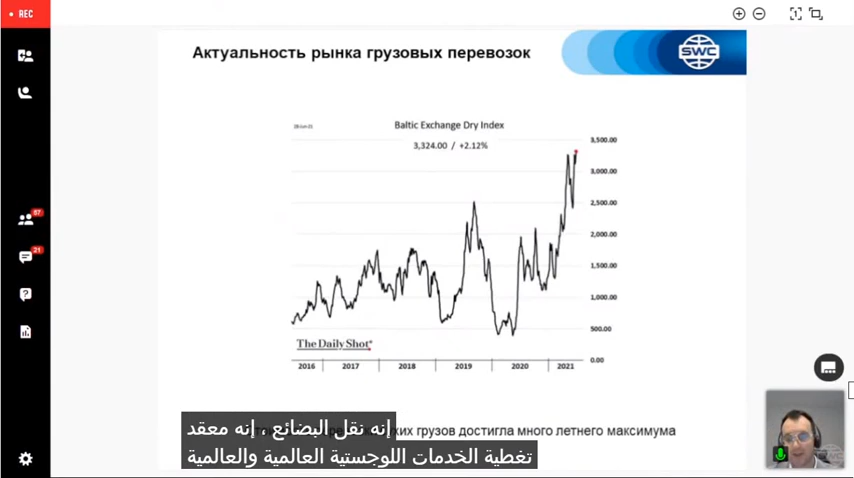 REC
Актуальность рынка грузовых перевозок
SWC
Baltic Exchange Dry Index
3,324.00 / +2.12%
3,500.00
3,000.00
2,500.00
2,000.00
1,500.00
1,000.00
500.00
0.00
The Daily Shot
2016 2017 2018 2019 2020 2021
87
21
их грузов достигла много летнего максимума
إنه نقل البضائع ، إنه معقد
تغطية الخدمات اللوجستية العالمية والعالمية
SWC